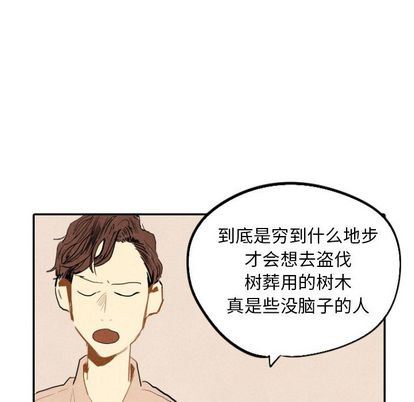 到底是穷到什么地步
才会想去盗伐
树葬用的树木
真是些没脑子的人